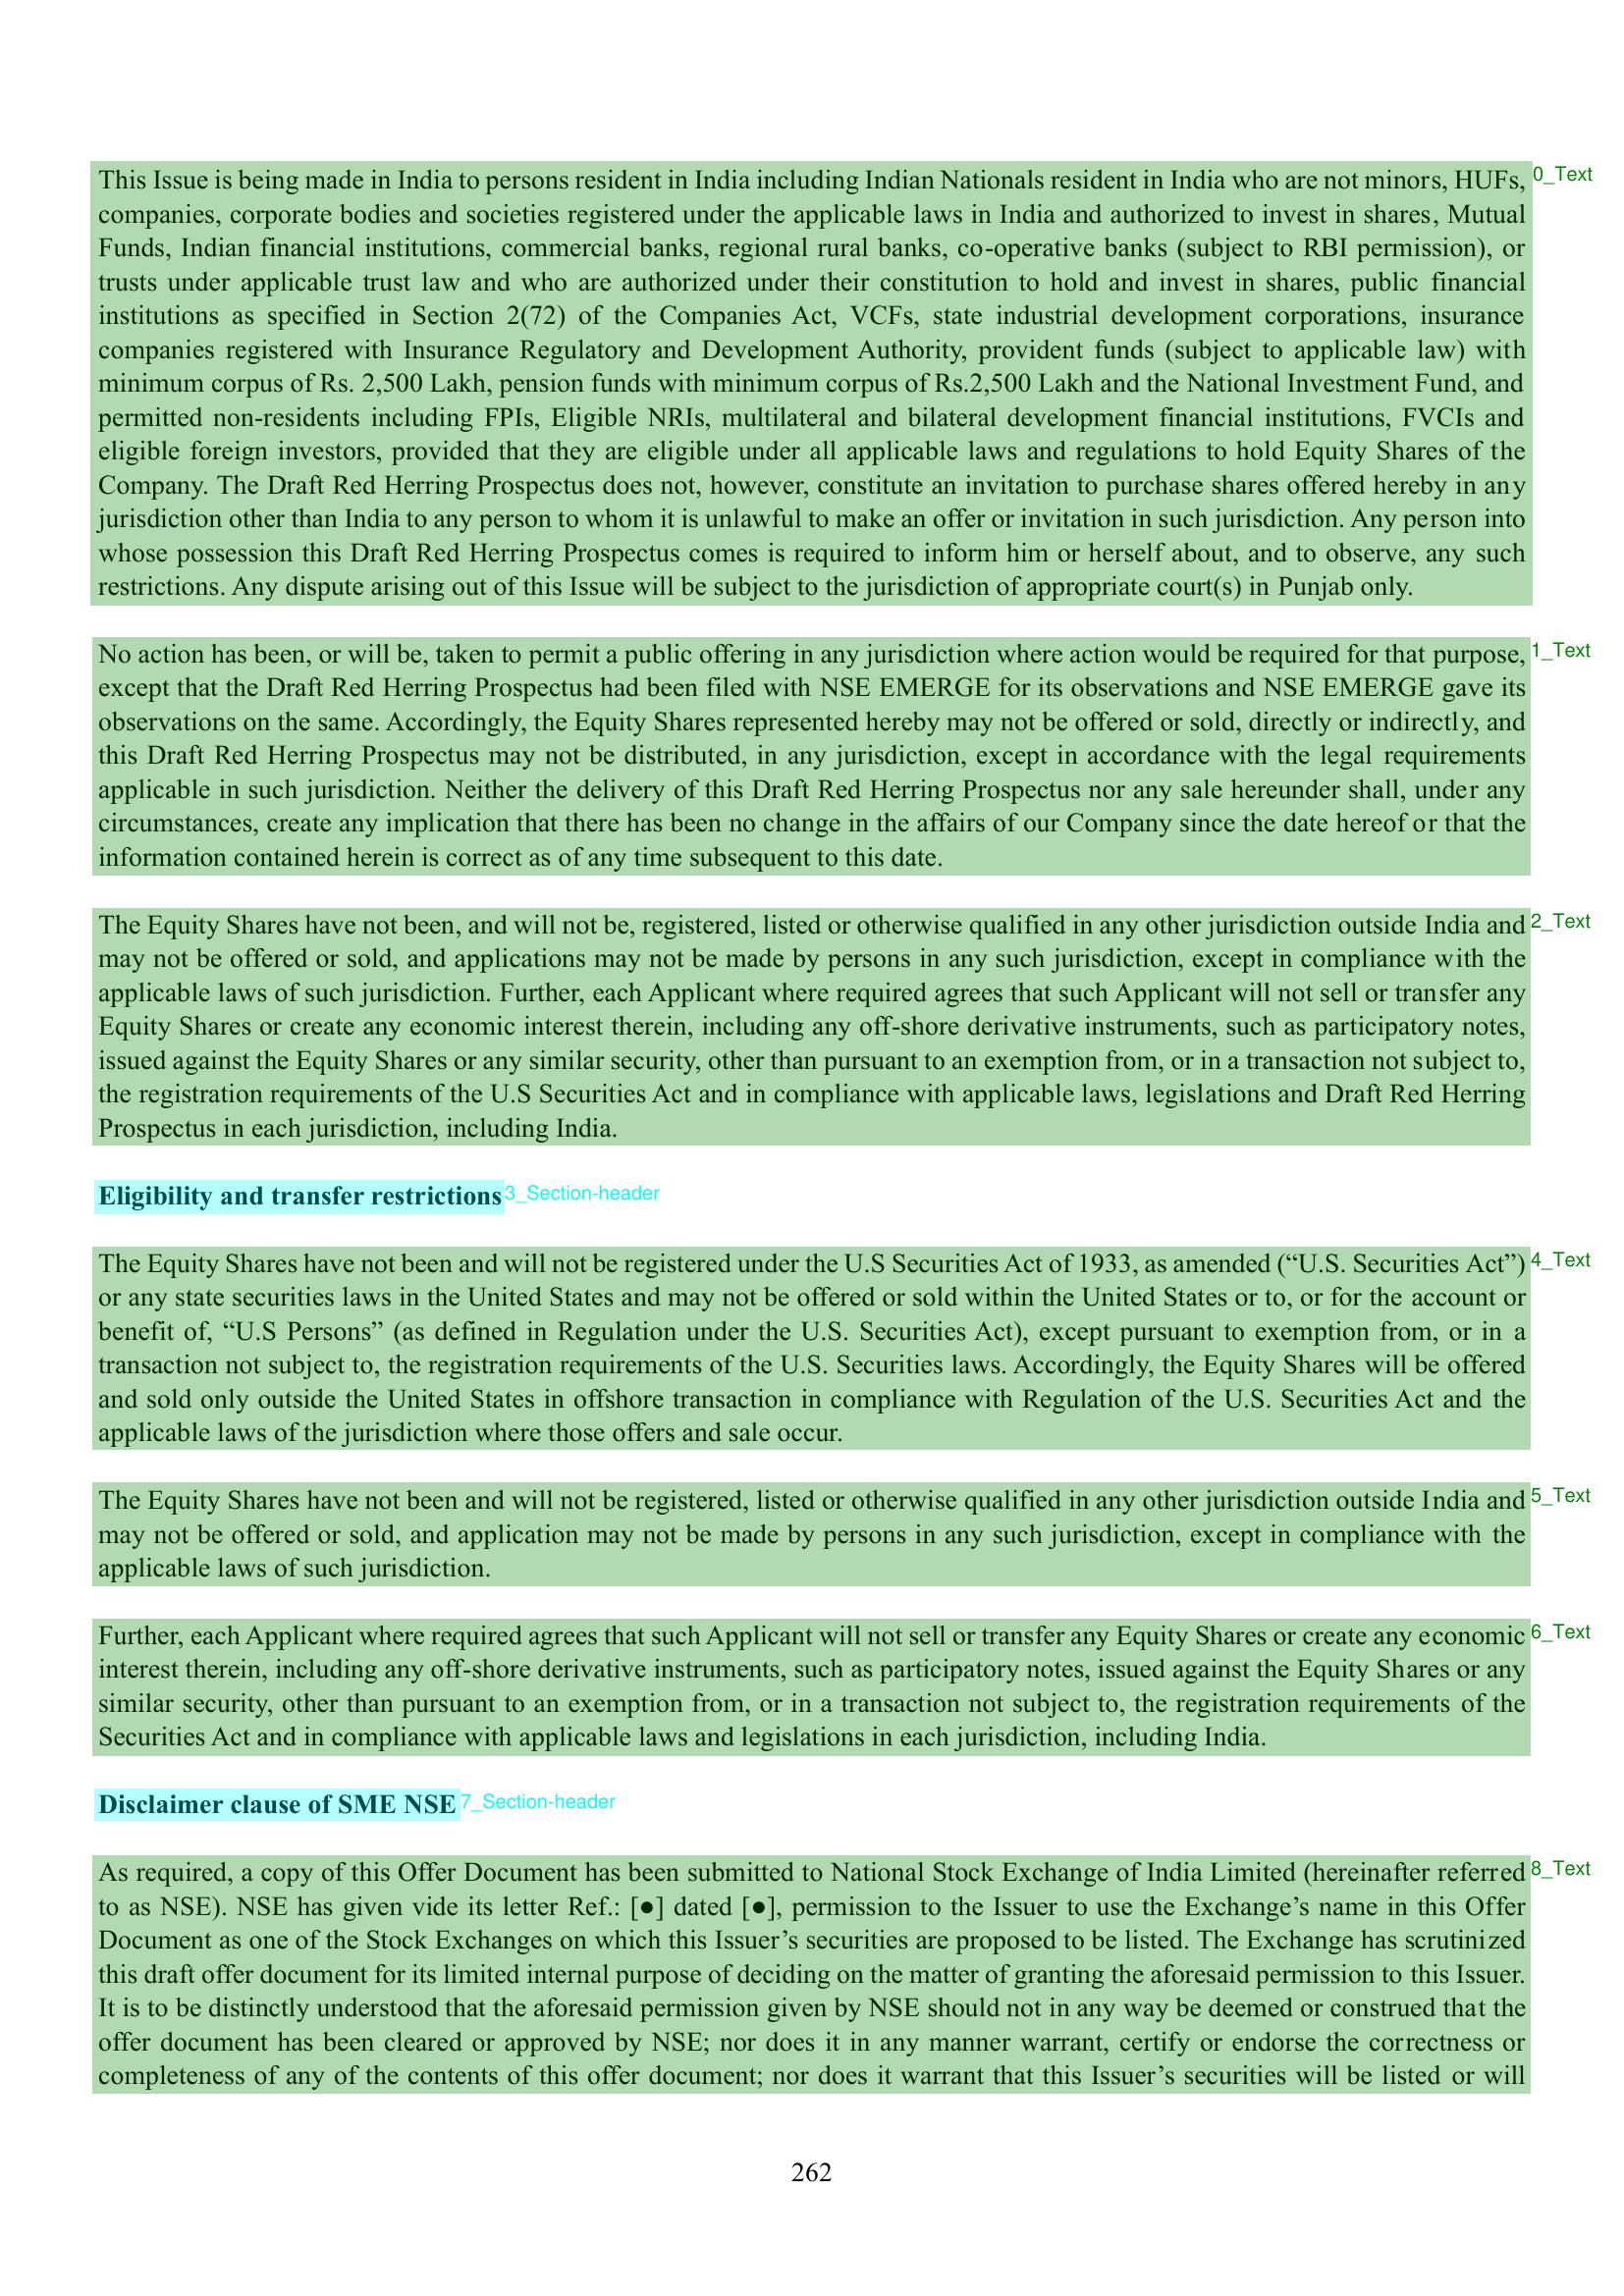 This Issue is being made in India to persons resident in India including Indian Nationals resident in India who are not minors, HUFs, 0_Text
companies, corporate bodies and societies registered under the applicable laws in India and authorized to invest in shares, Mutual
Funds, Indian financial institutions, commercial banks, regional rural banks, co-operative banks (subject to RBI permission), or
trusts under applicable trust law and who are authorized under their constitution to hold and invest in shares, public financial
institutions as specified in Section 2(72) of the Companies Act, VCFs, state industrial development corporations, insurance
companies registered with Insurance Regulatory and Development Authority, provident funds (subject to applicable law) with
minimum corpus of Rs. 2,500 Lakh, pension funds with minimum corpus of Rs.2,500 Lakh and the National Investment Fund, and
permitted non-residents including FPIs, Eligible NRIs, multilateral and bilateral development financial institutions, FVCIs and
eligible foreign investors, provided that they are eligible under all applicable laws and regulations to hold Equity Shares of the
Company. The Draft Red Herring Prospectus does not, however, constitute an invitation to purchase shares offered hereby in any
jurisdiction other than India to any person to whom it is unlawful to make an offer or invitation in such jurisdiction. Any person into
whose possession this Draft Red Herring Prospectus comes is required to inform him or herself about, and to observe, any such
restrictions. Any dispute arising out of this Issue will be subject to the jurisdiction of appropriate court(s) in Punjab only.
No action has been, or will be, taken to permit a public offering in any jurisdiction where action would be required for that purpose, 1_Text
except that the Draft Red Herring Prospectus had been filed with NSE EMERGE for its observations and NSE EMERGE gave its
observations on the same. Accordingly, the Equity Shares represented hereby may not be offered or sold, directly or indirectly, and
this Draft Red Herring Prospectus may not be distributed, in any jurisdiction, except in accordance with the legal requirements
applicable in such jurisdiction. Neither the delivery of this Draft Red Herring Prospectus nor any sale hereunder shall, under any
circumstances, create any implication that there has been no change in the affairs of our Company since the date hereof or that the
information contained herein is correct as of any time subsequent to this date.
The Equity Shares have not been, and will not be, registered, listed or otherwise qualified in any other jurisdiction outside India and 2_Text
may not be offered or sold, and applications may not be made by persons in any such jurisdiction, except in compliance with the
applicable laws of such jurisdiction. Further, each Applicant where required agrees that such Applicant will not sell or transfer any
Equity Shares or create any economic interest therein, including any off-shore derivative instruments, such as participatory notes,
issued against the Equity Shares or any similar security, other than pursuant to an exemption from, or in a transaction not subject to,
the registration requirements of the U.S Securities Act and in compliance with applicable laws, legislations and Draft Red Herring
Prospectus in each jurisdiction, including India.
Eligibility and transfer restrictions 3_Section-header
The Equity Shares have not been and will not be registered under the U.S Securities Act of 1933, as amended (“U.S. Securities Act”) 4_Text
or any state securities laws in the United States and may not be offered or sold within the United States or to, or for the account or
benefit of, “U.S Persons” (as defined in Regulation under the U.S. Securities Act), except pursuant to exemption from, or in a
transaction not subject to, the registration requirements of the U.S. Securities laws. Accordingly, the Equity Shares will be offered
and sold only outside the United States in offshore transaction in compliance with Regulation of the U.S. Securities Act and the
applicable laws of the jurisdiction where those offers and sale occur.
The Equity Shares have not been and will not be registered, listed or otherwise qualified in any other jurisdiction outside India and 5_Text
may not be offered or sold, and application may not be made by persons in any such jurisdiction, except in compliance with the
applicable laws of such jurisdiction.
Further, each Applicant where required agrees that such Applicant will not sell or transfer any Equity Shares or create any economic 6_Text
interest therein, including any off-shore derivative instruments, such as participatory notes, issued against the Equity Shares or any
similar security, other than pursuant to an exemption from, or in a transaction not subject to, the registration requirements of the
Securities Act and in compliance with applicable laws and legislations in each jurisdiction, including India.
Disclaimer clause of SME NSE 7_Section-header
As required, a copy of this Offer Document has been submitted to National Stock Exchange of India Limited (hereinafter referred 8_Text
to as NSE). NSE has given vide its letter Ref.: [●] dated [●], permission to the Issuer to use the Exchange’s name in this Offer
Document as one of the Stock Exchanges on which this Issuer’s securities are proposed to be listed. The Exchange has scrutinized
this draft offer document for its limited internal purpose of deciding on the matter of granting the aforesaid permission to this Issuer.
It is to be distinctly understood that the aforesaid permission given by NSE should not in any way be deemed or construed that the
offer document has been cleared or approved by NSE; nor does it in any manner warrant, certify or endorse the correctness or
completeness of any of the contents of this offer document; nor does it warrant that this Issuer’s securities will be listed or will
262